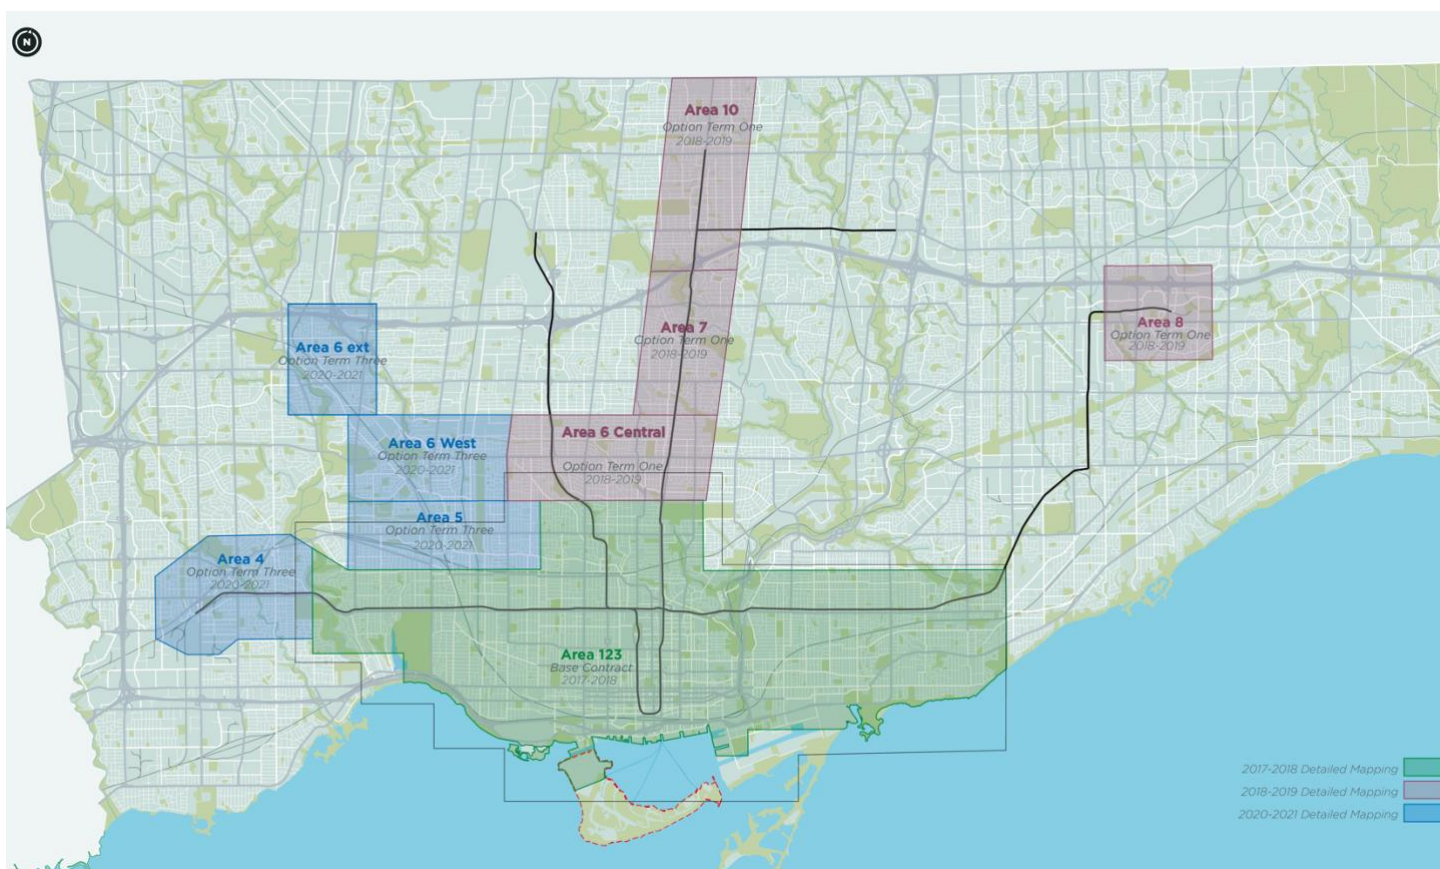 N
Area 10
Option Term One
2018-2019
Area 7
Option Term One
2018-2019
Area 8
Option Term One
2018-2019
Area 6 ext
Option Term Three
2020-2021
Area 6 West
Option Term Three
2020-2021
Area 6 Central
Option Term One
2018-2019
Area 5
Option Term Three
2020-2021
Area 4
Option Term Three
2020-2021
Area 123
Base Contract
2017-2018
2017-2018 Detailed Mapping
2018-2019 Detailed Mapping
2020-2021 Detailed Mapping